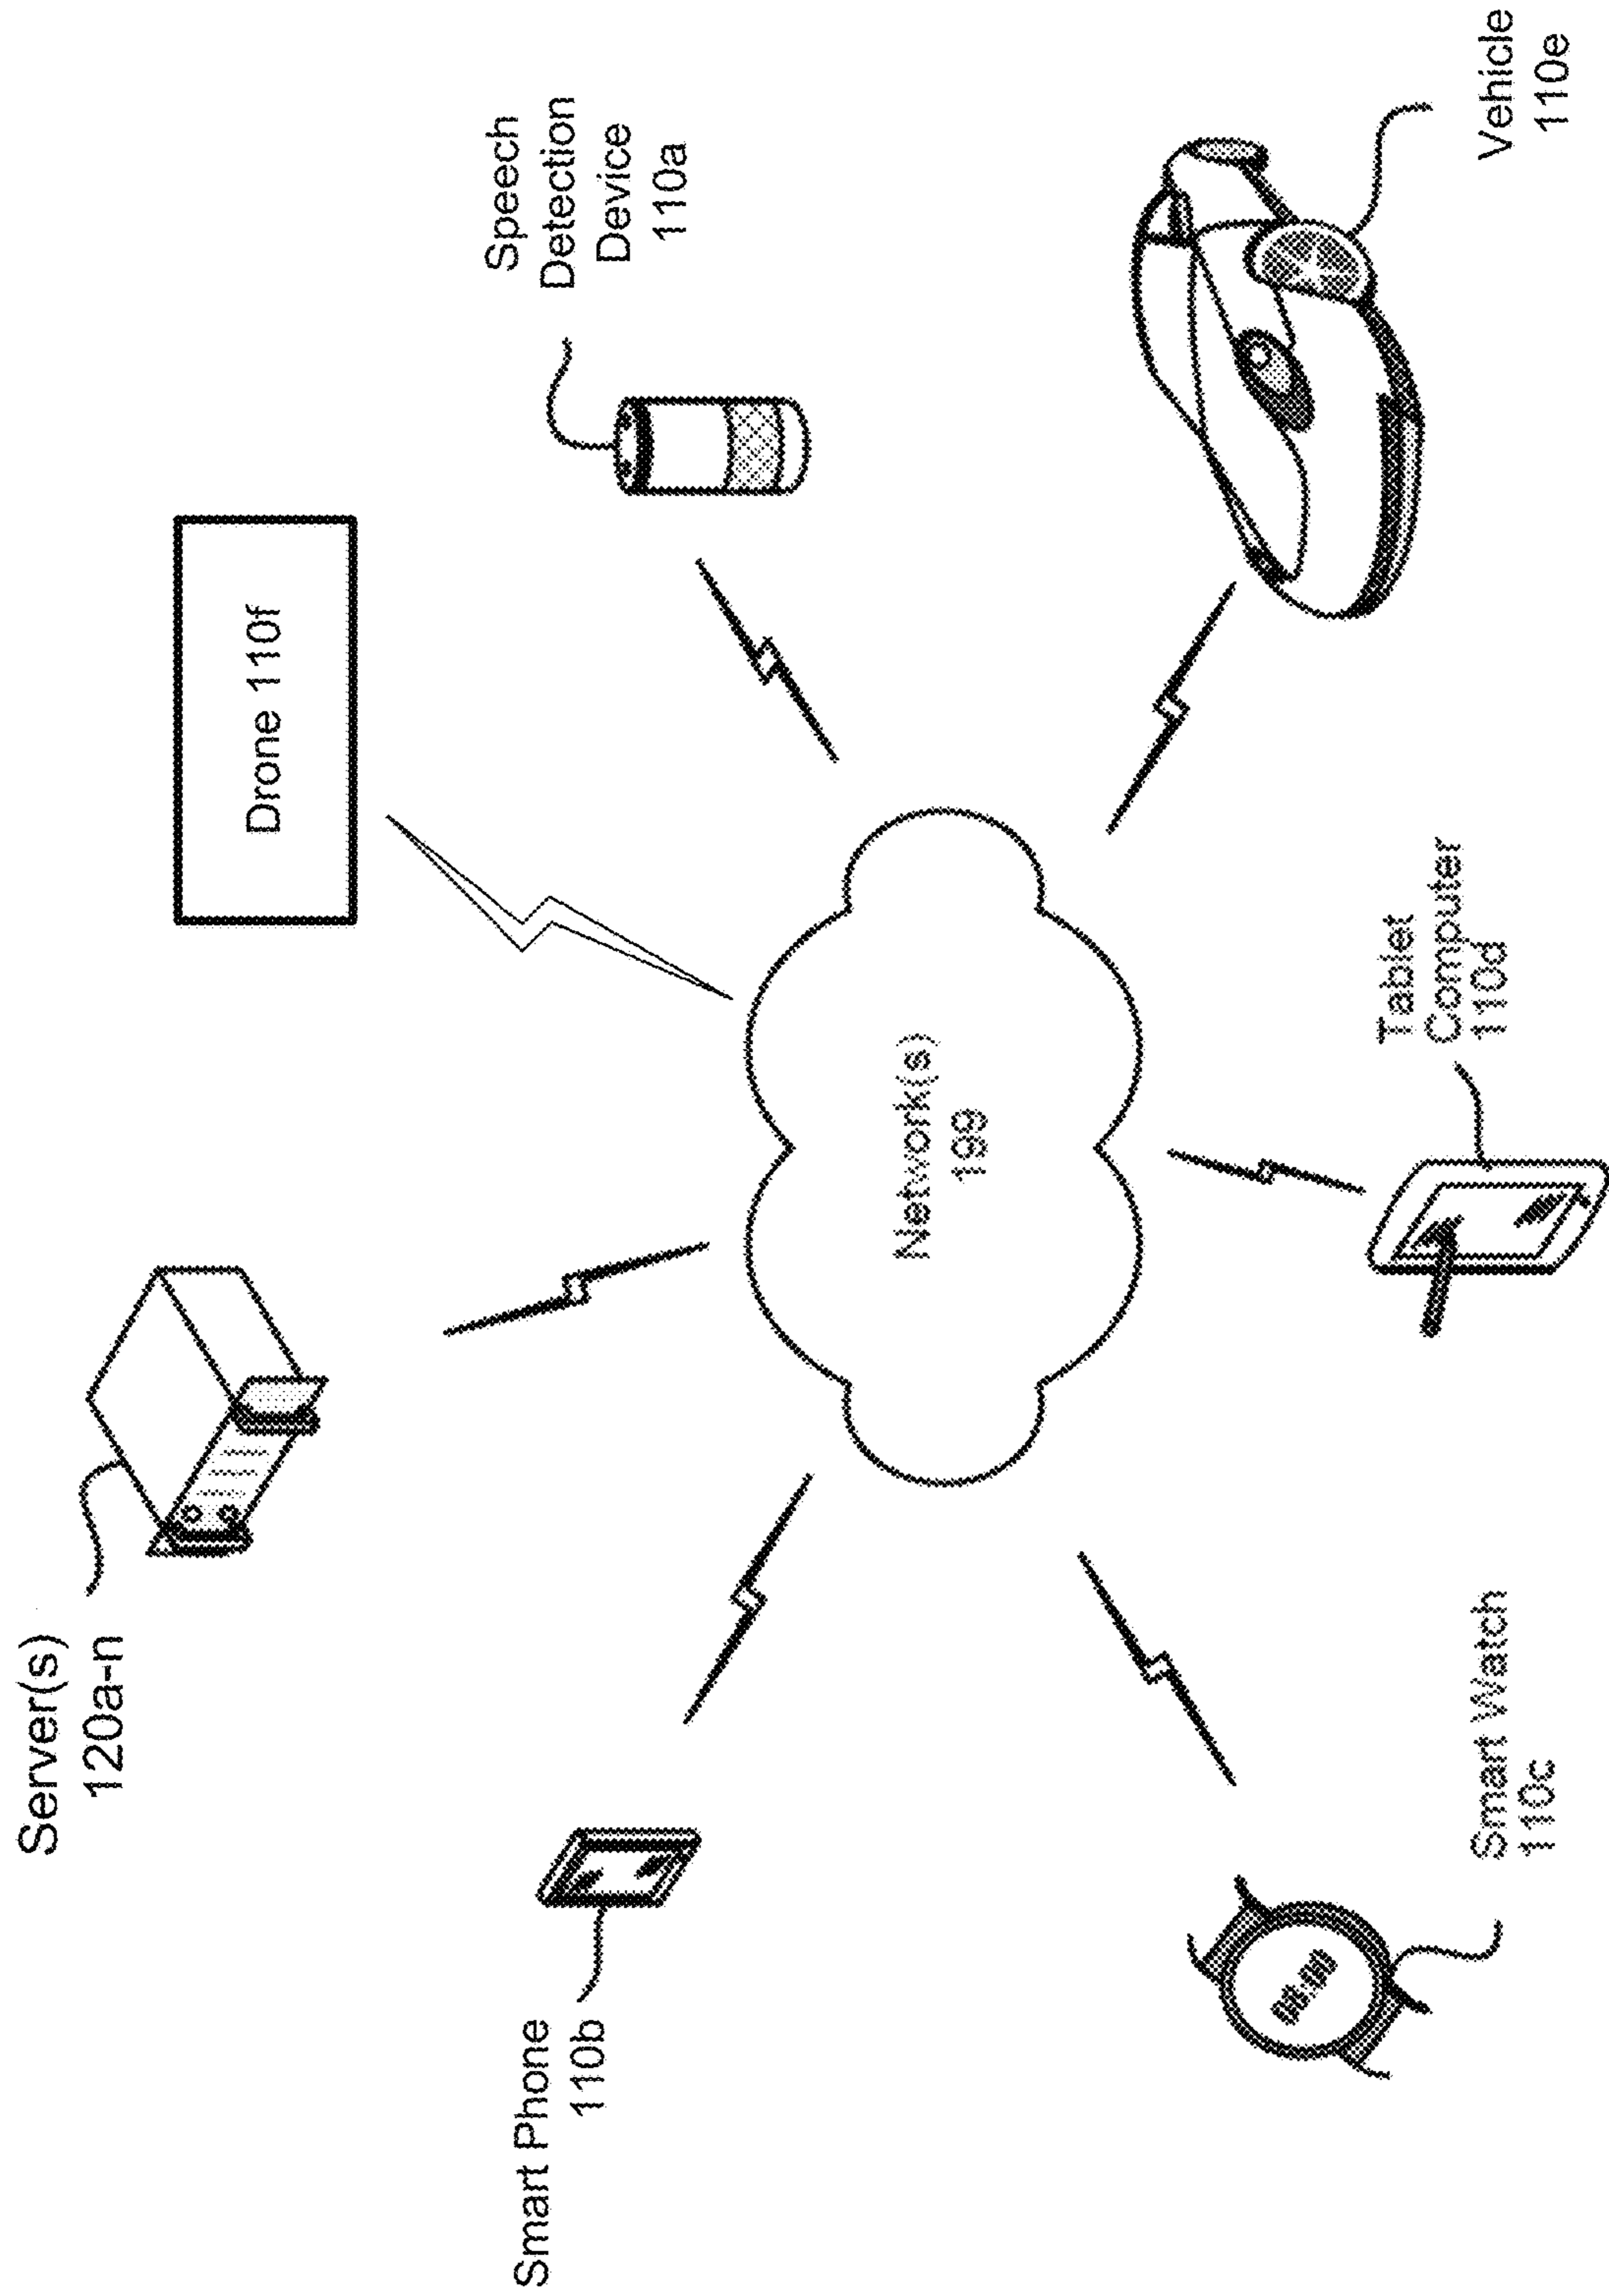 Server(s)
120a-n
Drone 110f
Speech
Detection
Device
110a
Smart Phone
110b
Network(s)
199
Smart Watch
110c
Tablet
Computer
110d
Vehicle
110e